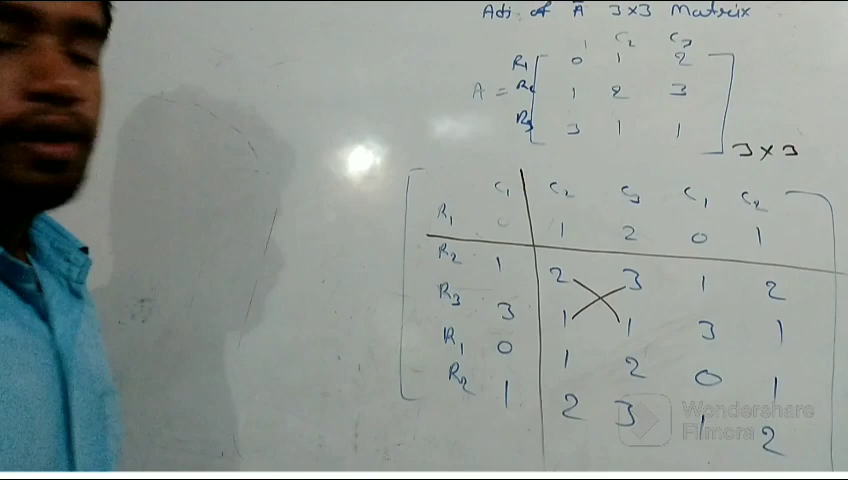 Adj. of A 3×3 Matrix
C2 C3
R1 0 1 2
A = R2 1 2 3
R3 3 1 1
3×3
C1 C2 C3 C1 C2
R1 0 1 2 0 1
R2 1 2 3 1 2
R3 3 1 1 3 1
R1 0 1 2 0 1
R2 1 2 3 1 2
Wondershare
Filmora